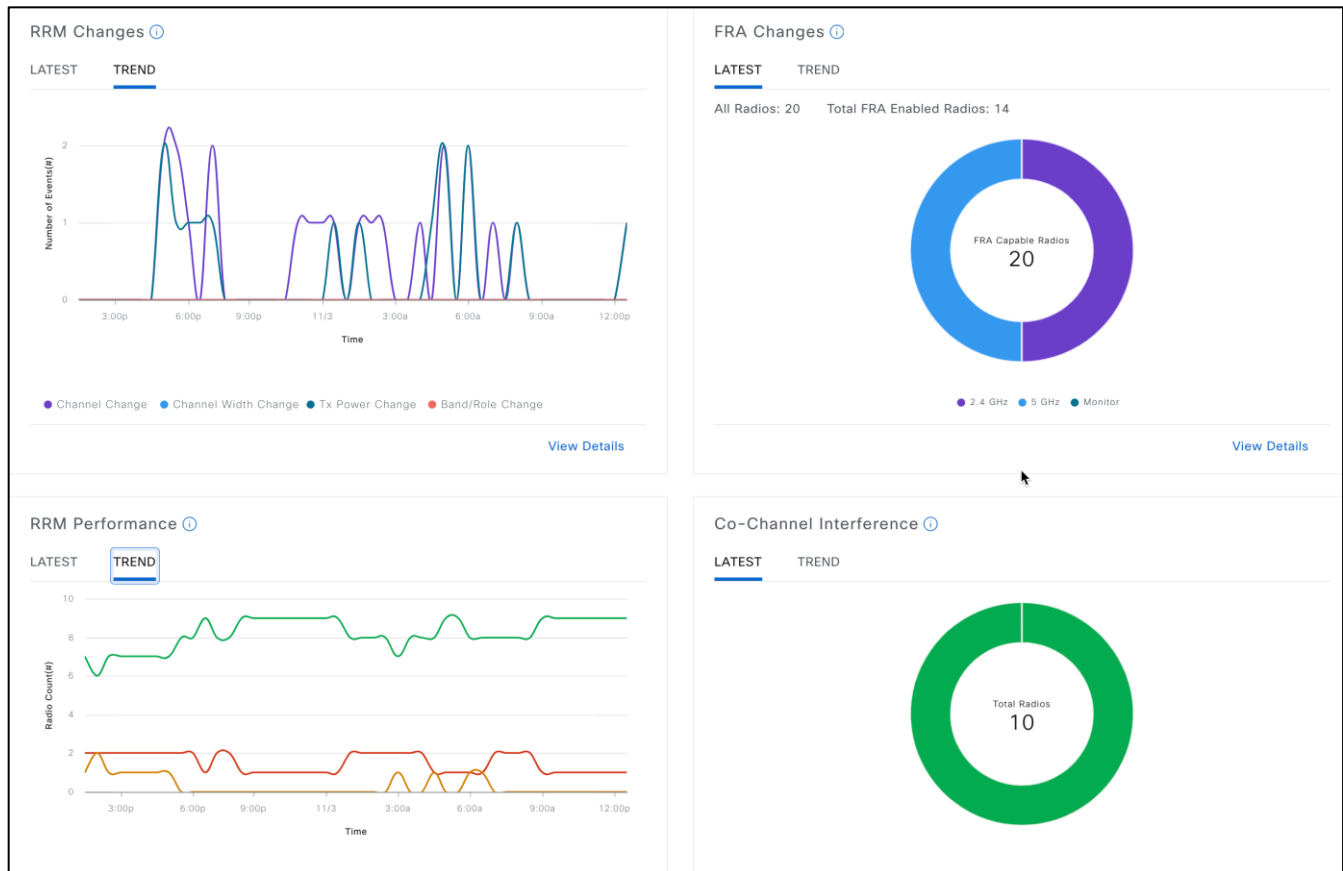 RRM Changes
LATEST TREND
2
1
0
Number of Events(#)
3:00p 6:00p 9:00p 11/3 3:00a 6:00a 9:00a 12:00p
Time
Channel Change Channel Width Change Tx Power Change Band/Role Change
View Details
FRA Changes
LATEST TREND
All Radios: 20 Total FRA Enabled Radios: 14
FRA Capable Radios
20
2.4 GHz 5 GHz Monitor
View Details
RRM Performance
LATEST TREND
10
8
6
4
2
0
Radio Count(#)
3:00p 6:00p 9:00p 11/3 3:00a 6:00a 9:00a 12:00p
Time
Co-Channel Interference
LATEST TREND
Total Radios
10